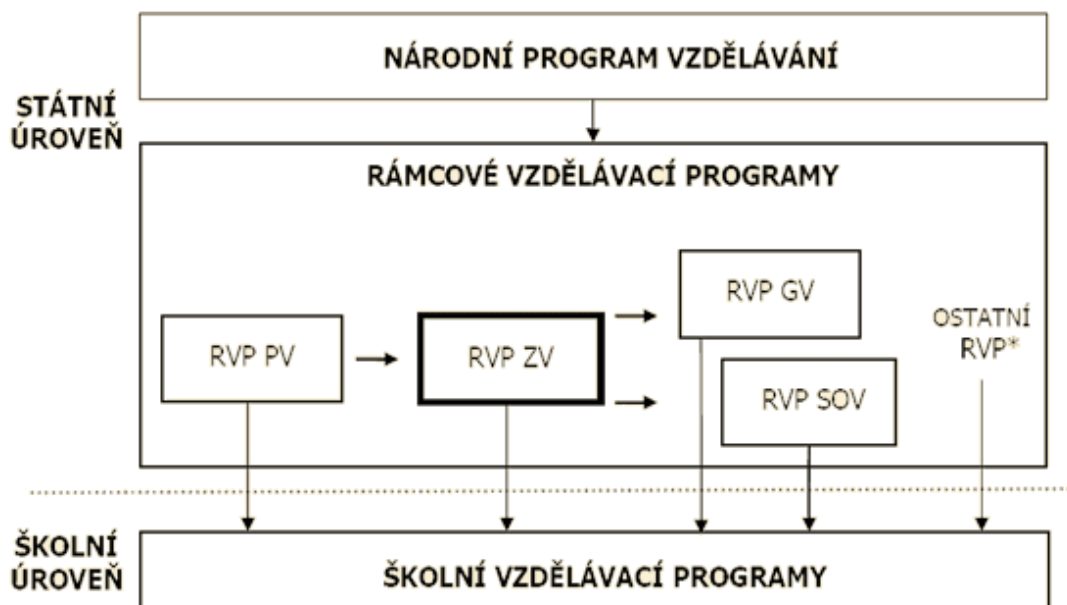 NÁRODNÍ PROGRAM VZDĚLÁVÁNÍ
STÁTNÍ
ÚROVEŇ
RÁMCOVÉ VZDĚLÁVACÍ PROGRAMY
RVP PV
RVP ZV
RVP GV
RVP SOV
OSTATNÍ
RVP*
ŠKOLNÍ
ÚROVEŇ
ŠKOLNÍ VZDĚLÁVACÍ PROGRAMY